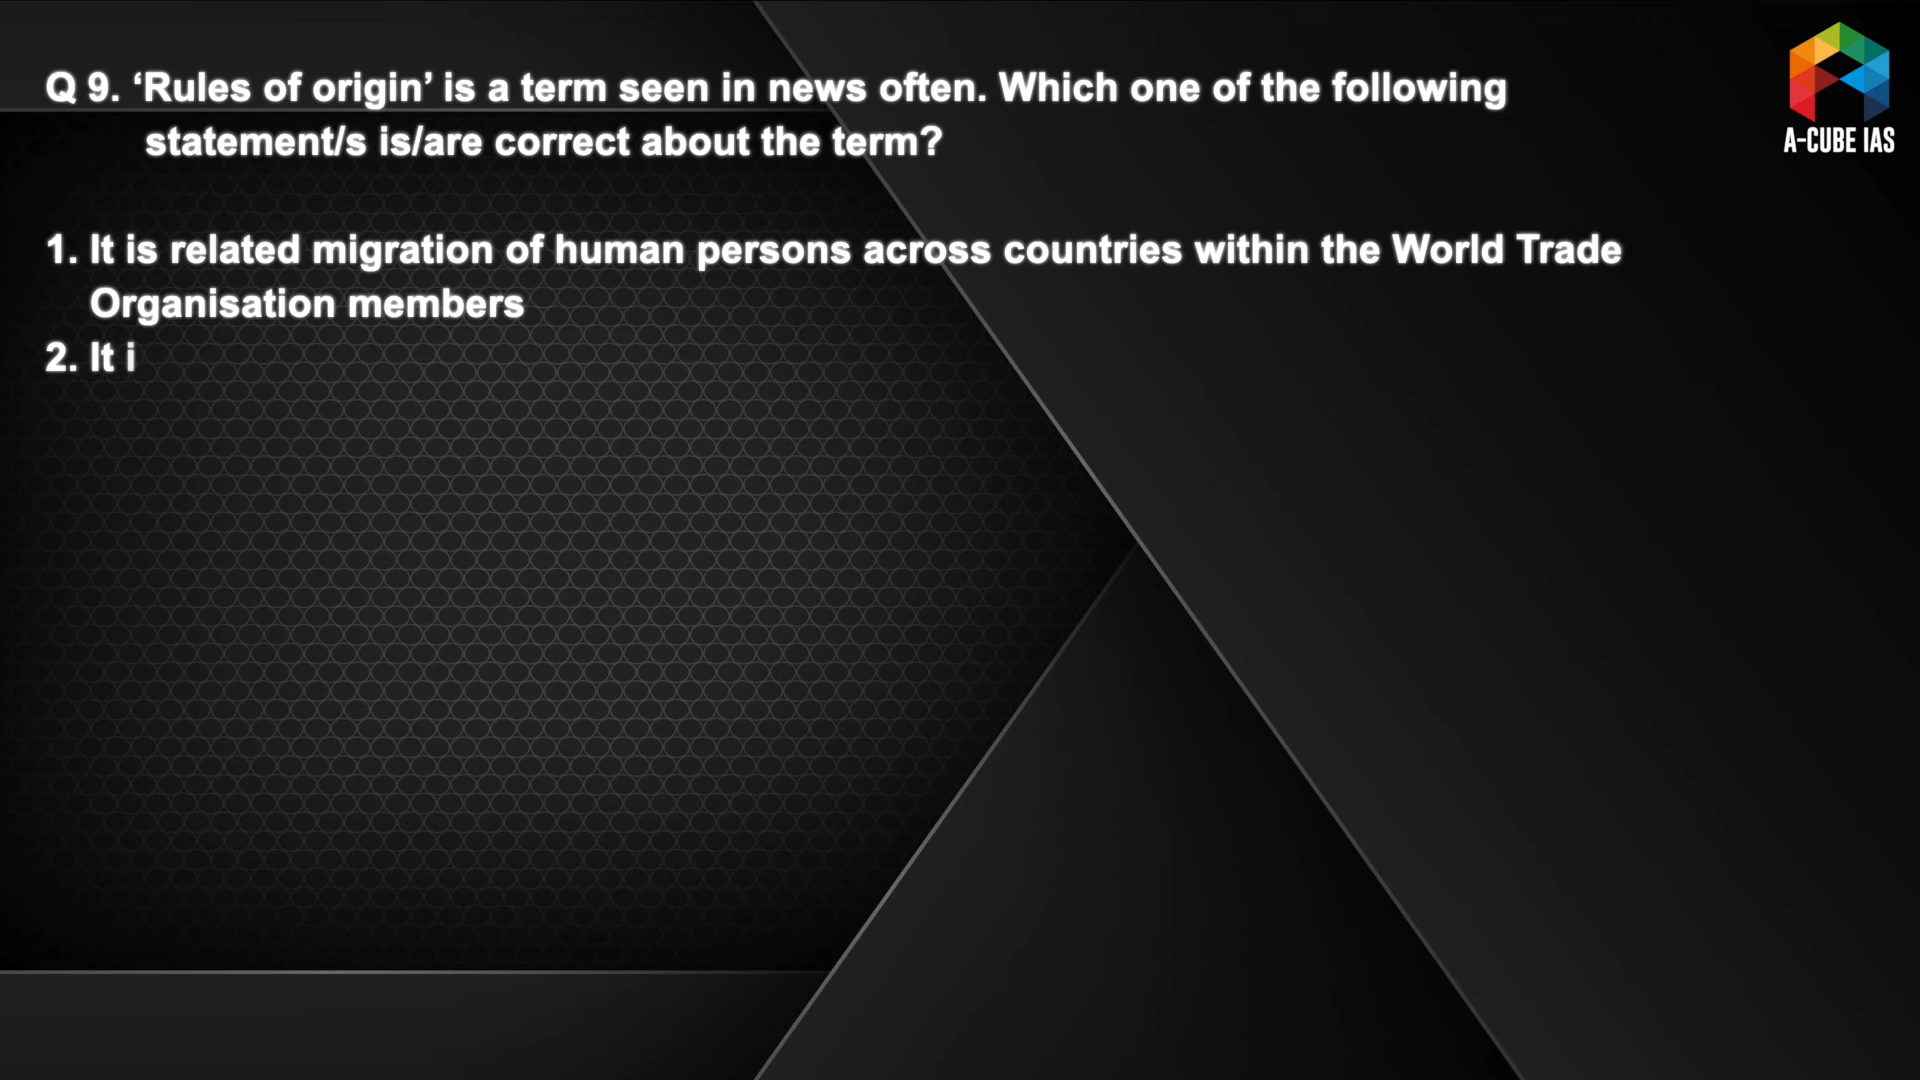 Q 9. ‘Rules of origin’ is a term seen in news often. Which one of the following
statement/s is/are correct about the term?
1. It is related migration of human persons across countries within the World Trade
Organisation members
2. It i
A-CUBE IAS